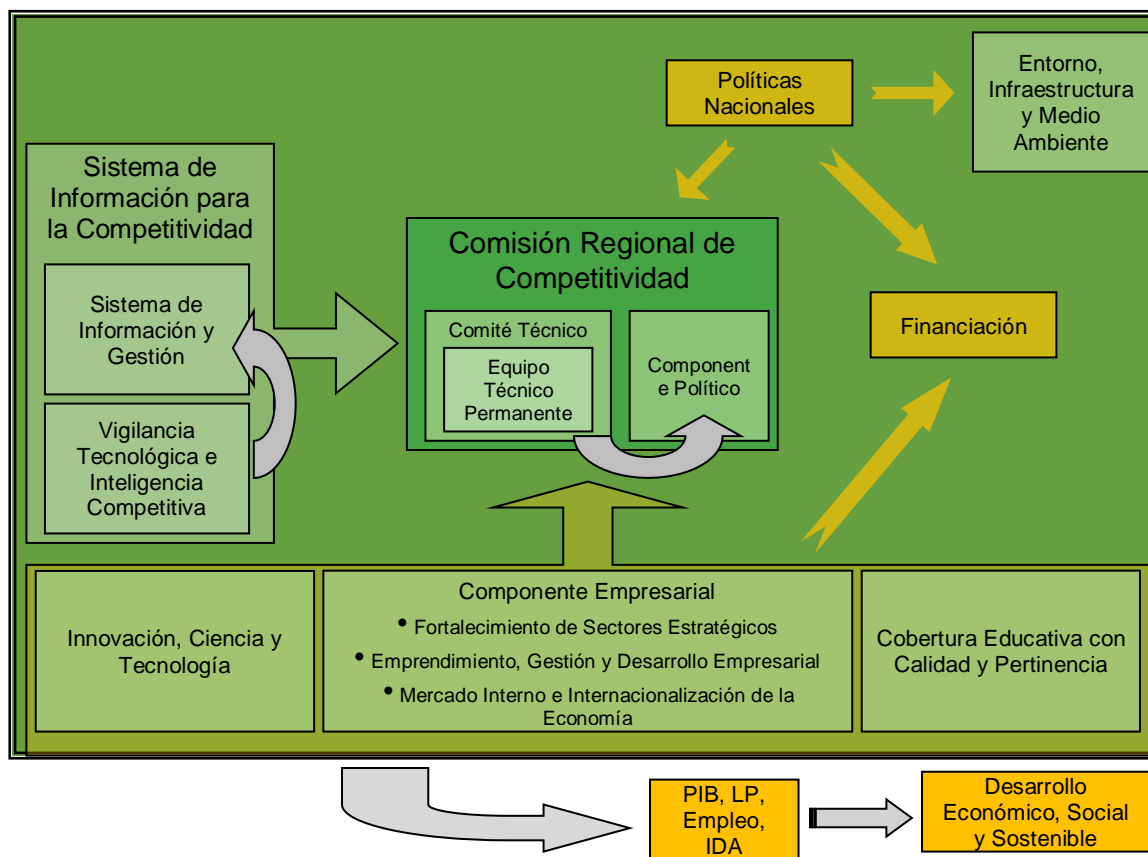 Políticas
Nacionales
Entorno,
Infraestructura
y Medio
Ambiente
Sistema de
Información para
la Competitividad
Sistema de
Información y
Gestión
Vigilancia
Tecnológica e
Inteligencia
Competitiva
Comisión Regional de
Competitividad
Comité Técnico
Equipo
Técnico
Permanente
Component
e Político
Financiación
Innovación, Ciencia y
Tecnología
Componente Empresarial
• Fortalecimiento de Sectores Estratégicos
• Emprendimiento, Gestión y Desarrollo Empresarial
• Mercado Interno e Internacionalización de la
Economía
Cobertura Educativa con
Calidad y Pertinencia
PIB, LP,
Empleo,
IDA
Desarrollo
Económico, Social
y Sostenible